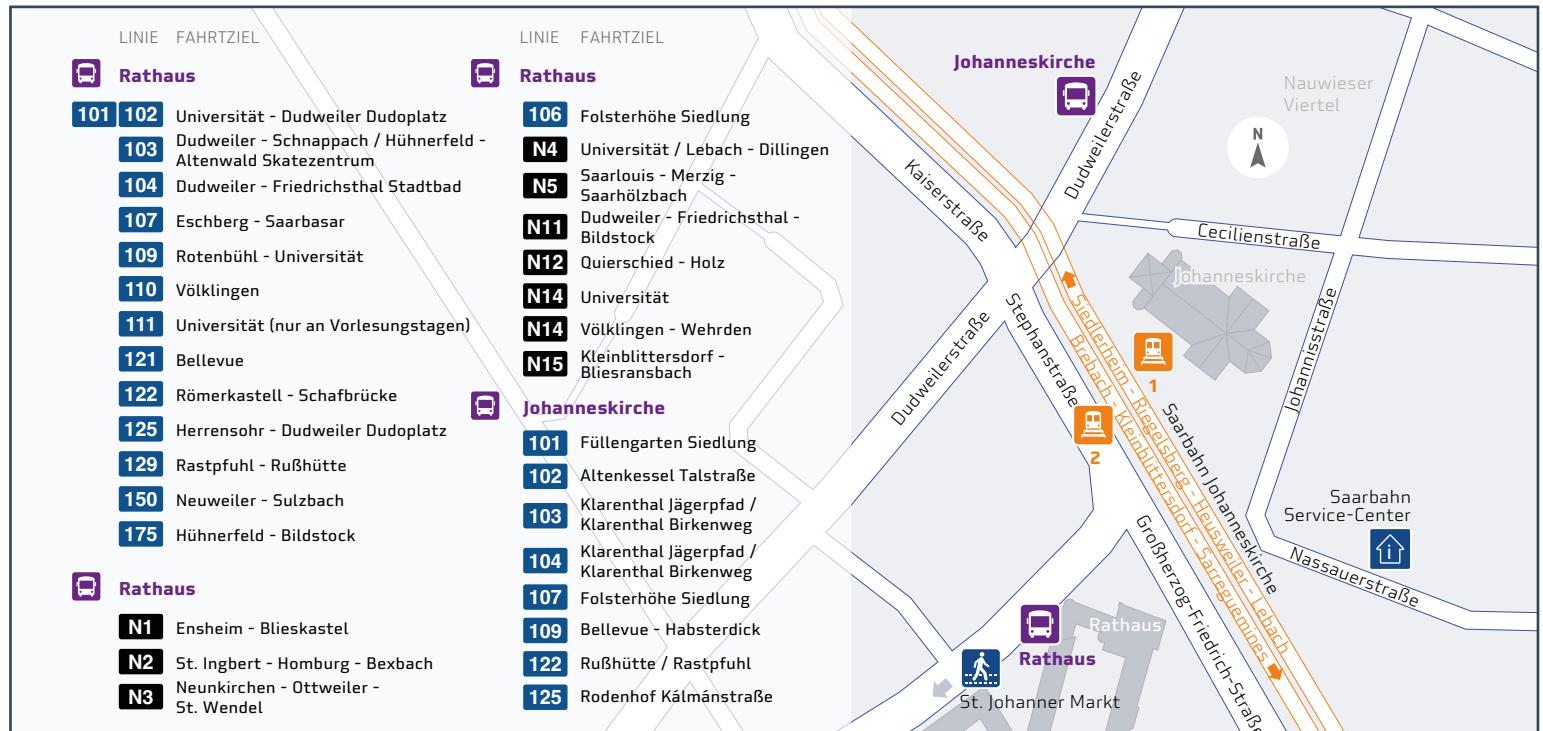 LINIE FAHRTZIEL
Rathaus
101 102 Universität - Dudweiler Dudoplatz
103 Dudweiler - Schnappach / Hühnerfeld -
Altenwald Skatezentrum
104 Dudweiler - Friedrichsthal Stadtbad
107 Eschberg - Saarbasar
109 Rotenbühl - Universität
110 Völklingen
111 Universität (nur an Vorlesungstagen)
121 Bellevue
122 Römerkastell - Schafbrücke
125 Herrensohr - Dudweiler Dudoplatz
129 Rastpfuhl - Rußhütte
150 Neuweiler - Sulzbach
175 Hühnerfeld - Bildstock
Rathaus
N1 Ensheim - Blieskastel
N2 St. Ingbert - Homburg - Bexbach
N3 Neunkirchen - Ottweiler -
St. Wendel
LINIE FAHRTZIEL
Rathaus
106 Folsterhöhe Siedlung
N4 Universität / Lebach - Dillingen
N5 Saarlouis - Merzig -
Saarhölzbach
N11 Dudweiler - Friedrichsthal -
Bildstock
N12 Quierschied - Holz
N14 Universität
N14 Völklingen - Wehrden
N15 Kleinblittersdorf -
Bliesransbach
Johanneskirche
101 Füllengarten Siedlung
102 Altenkessel Talstraße
103 Klarenthal Jägerpfad /
Klarenthal Birkenweg
104 Klarenthal Jägerpfad /
Klarenthal Birkenweg
107 Folsterhöhe Siedlung
109 Bellevue - Habsterdick
122 Rußhütte / Rastpfuhl
125 Rodenhof Kálmánstraße
Johanneskirche
Nauwieser
Viertel
N
Dudweilerstraße
Kaiserstraße
Cecilienstraße
Johanneskirche
Siedlerheim - Riegelsberg - Heusweiler - Lebach
Brebach - Kleinblittersdorf - Sarreguemines
Stephanstraße
Dudweilerstraße
Johannisstraße
1
2
Saarbahn Johanneskirche
Saarbahn
Service-Center
Nassauerstraße
Großherzog-Friedrich-Straße
Rathaus
Rathaus
St. Johanner Markt